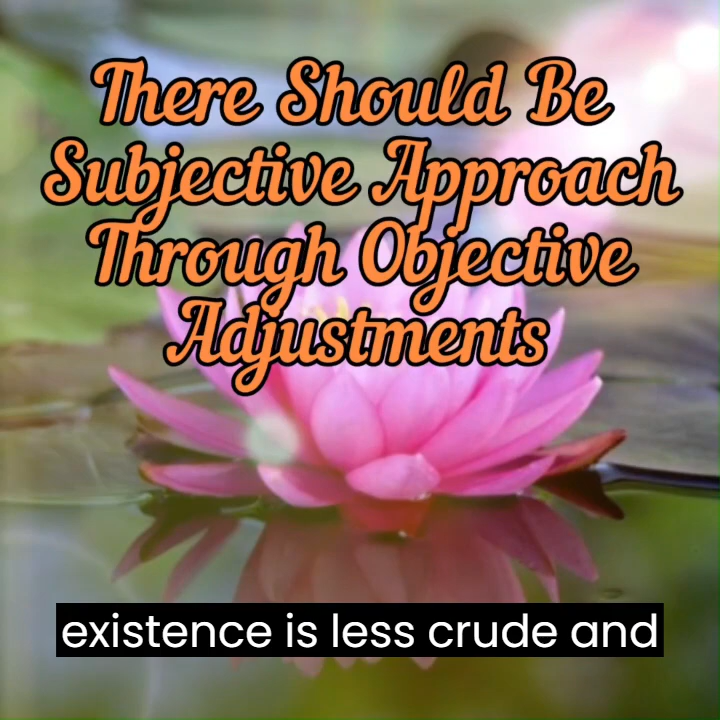 There Should Be
Subjective Approach
Through Objective
Adjustments
existence is less crude and